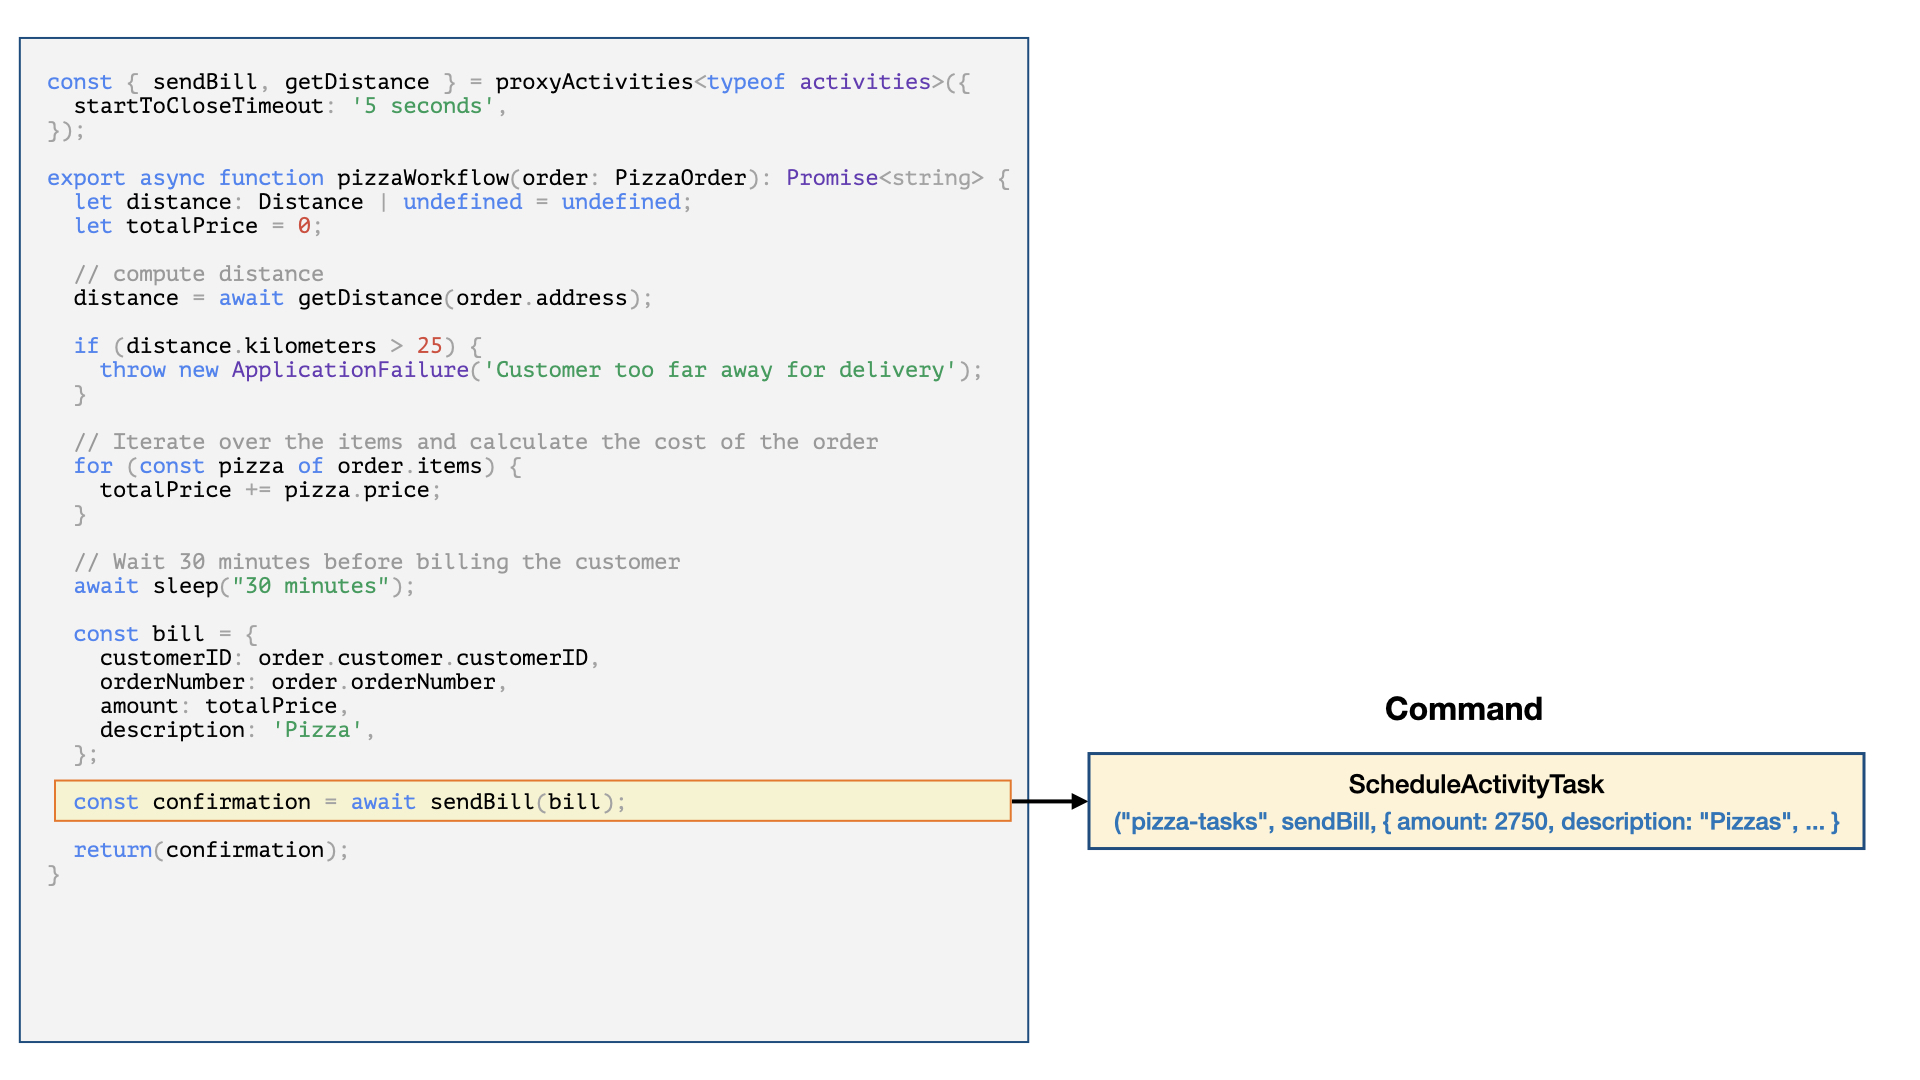 const { sendBill, getDistance } = proxyActivities<typeof activities>({
  startToCloseTimeout: '5 seconds',
});

export async function pizzaWorkflow(order: PizzaOrder): Promise<string> {
  let distance: Distance | undefined = undefined;
  let totalPrice = 0;

  // compute distance
  distance = await getDistance(order.address);

  if (distance.kilometers > 25) {
    throw new ApplicationFailure('Customer too far away for delivery');
  }

  // Iterate over the items and calculate the cost of the order
  for (const pizza of order.items) {
    totalPrice += pizza.price;
  }

  // Wait 30 minutes before billing the customer
  await sleep("30 minutes");

  const bill = {
    customerID: order.customer.customerID,
    orderNumber: order.orderNumber,
    amount: totalPrice,
    description: 'Pizza',
  };

  const confirmation = await sendBill(bill);

  return(confirmation);
}
Command
ScheduleActivityTask
("pizza-tasks", sendBill, { amount: 2750, description: "Pizzas", ... }